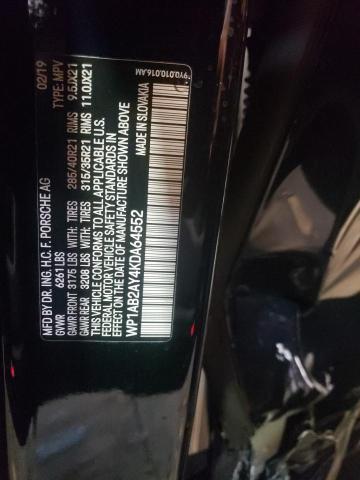 MFD BY DR. ING. H.C. F. PORSCHE AG 02/19
GVWR 6261 LBS TYPE: MPV
GAWR FRONT 3175 LBS WITH: TIRES 285/40R21 RIMS 9.5JX21
GAWR REAR 3208 LBS WITH: TIRES 315/35R21 RIMS 11.0JX21
THIS VEHICLE CONFORMS TO ALL APPLICABLE U.S.
FEDERAL MOTOR VEHICLE SAFETY STANDARDS IN
EFFECT ON THE DATE OF MANUFACTURE SHOWN ABOVE
WP1AB2AY4KDA64552 MADE IN SLOVAKIA
9Y0.010.016.AM